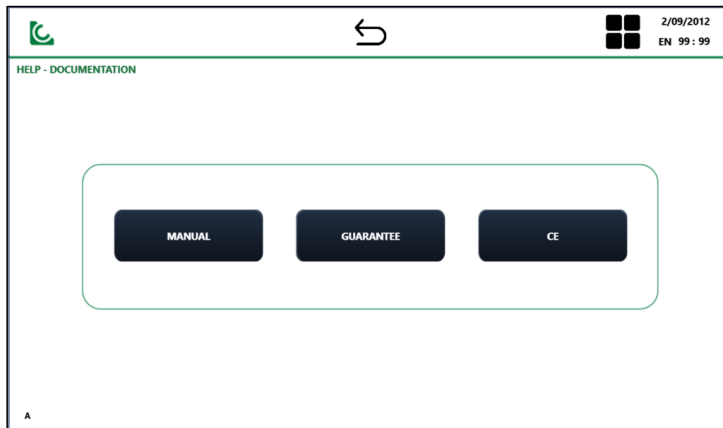 2/09/2012
EN 99 : 99
HELP - DOCUMENTATION
MANUAL
GUARANTEE
CE
A